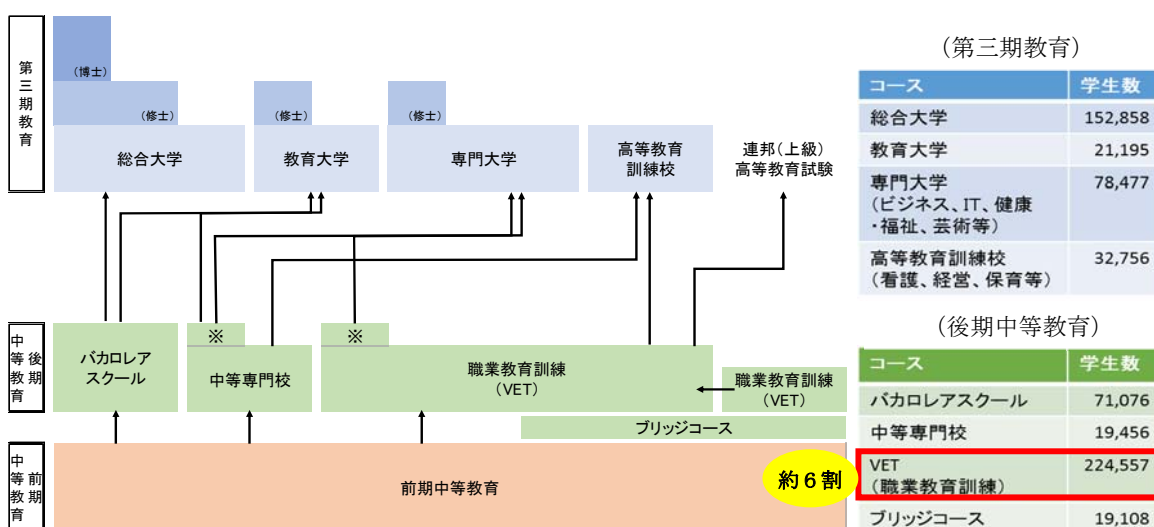 第三期教育
(博士)
(修士)
(修士)
(修士)
総合大学
教育大学
専門大学
高等教育
訓練校
連邦(上級)
高等教育試験
中等教育
後期
バカロレア
スクール
※
中等専門校
※
職業教育訓練
(VET)
職業教育訓練
(VET)
ブリッジコース
中等教育
前期
前期中等教育
約6割
(第三期教育)
コース 学生数
総合大学 152,858
教育大学 21,195
専門大学 78,477
(ビジネス、IT、健康
・福祉、芸術等)
高等教育訓練校 32,756
(看護、経営、保育等)
(後期中等教育)
コース 学生数
バカロレアスクール 71,076
中等専門校 19,456
VET 224,557
(職業教育訓練)
ブリッジコース 19,108